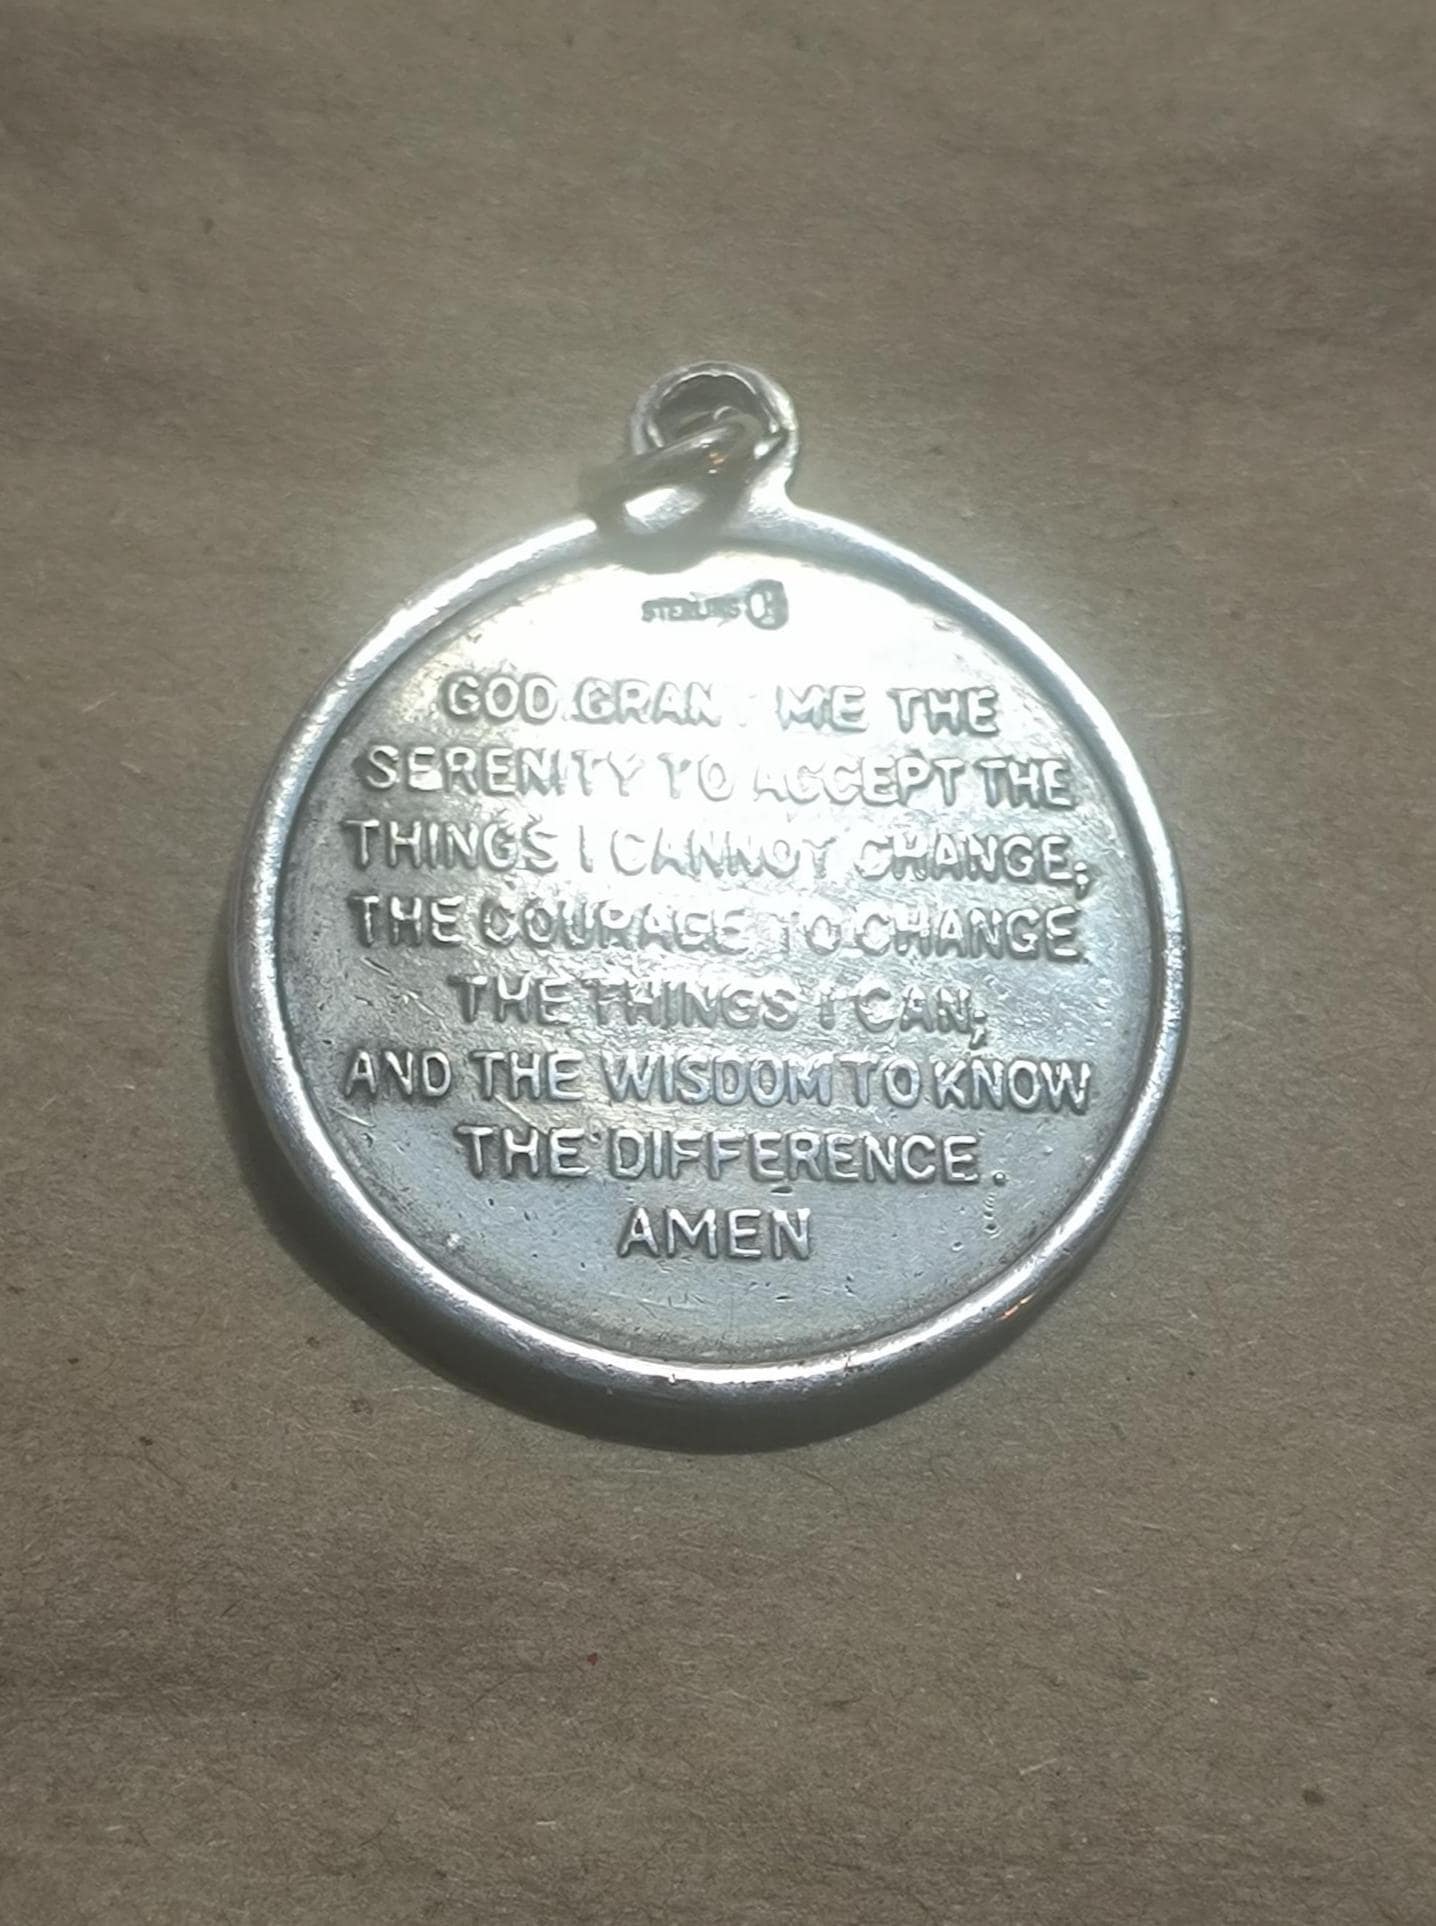 STERLING
GOD GRANT ME THE
SERENITY TO ACCEPT THE
THINGS I CANNOT CHANGE;
THE COURAGE TO CHANGE
THE THINGS I CAN;
AND THE WISDOM TO KNOW
THE DIFFERENCE.
AMEN